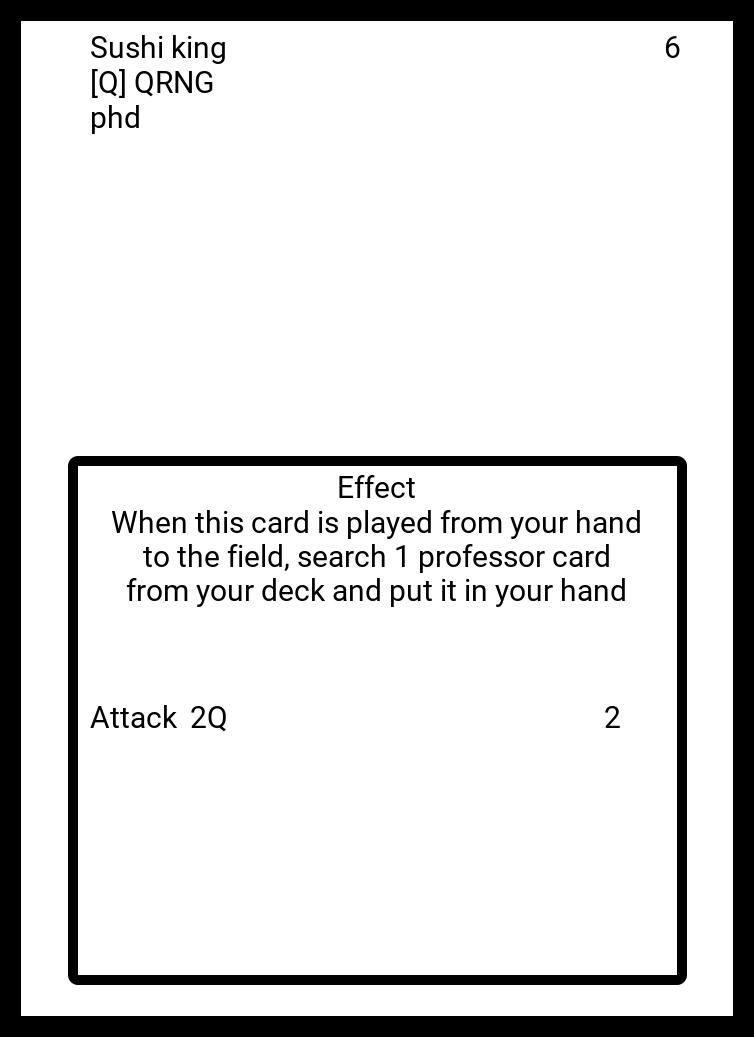 Sushi king 6
[Q] QRNG
phd
Effect
When this card is played from your hand
to the field, search 1 professor card
from your deck and put it in your hand
Attack 2Q 2